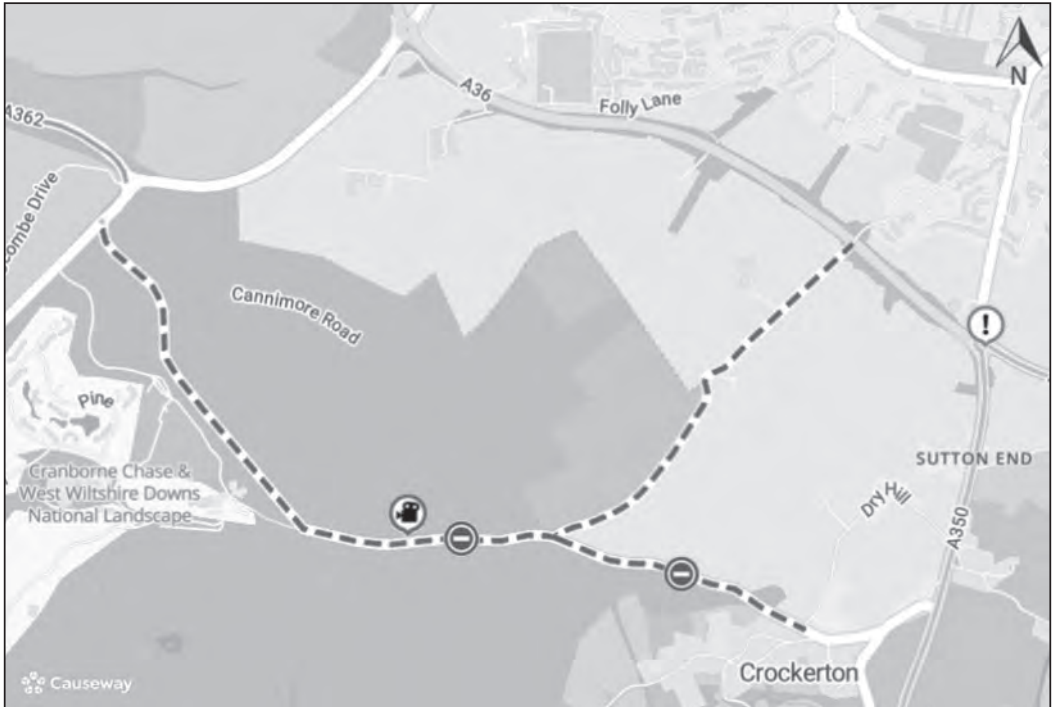 N
A36
Folly Lane
A362
combe Drive
Cannimore Road
!
Pine
Cranborne Chase &
West Wiltshire Downs
National Landscape
SUTTON END
Dry Hill
A350
Crockerton
Causeway